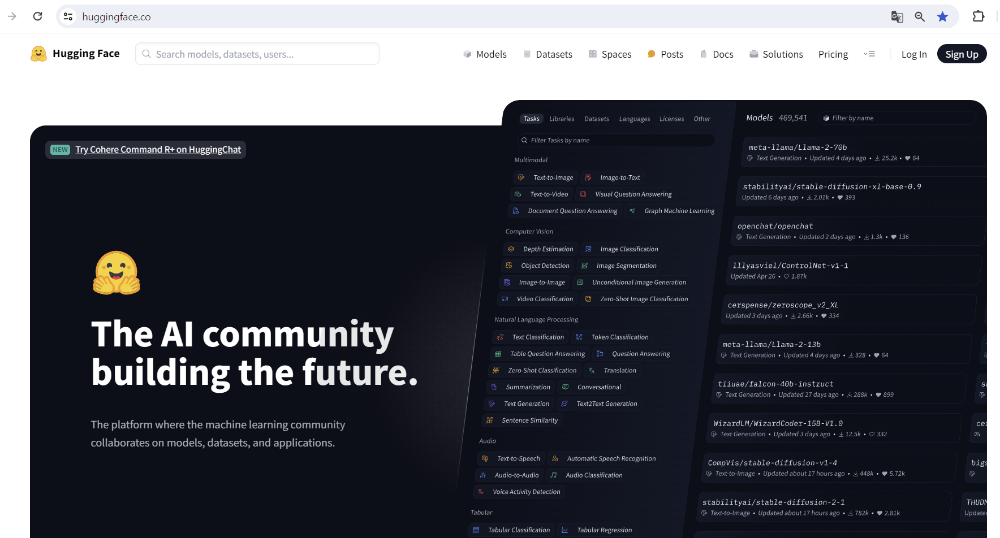 huggingface.co
Hugging Face
Search models, datasets, users...
Models
Datasets
Spaces
Posts
Docs
Solutions
Pricing
Log In
Sign Up
NEW Try Cohere Command R+ on HuggingChat
The AI community
building the future.
The platform where the machine learning community
collaborates on models, datasets, and applications.
Tasks Libraries Datasets Languages Licenses Other
Filter Tasks by name
Multimodal
Text-to-Image Image-to-Text
Text-to-Video Visual Question Answering
Document Question Answering Graph Machine Learning
Computer Vision
Depth Estimation Image Classification
Object Detection Image Segmentation
Image-to-Image Unconditional Image Generation
Video Classification Zero-Shot Image Classification
Natural Language Processing
Text Classification Token Classification
Table Question Answering Question Answering
Zero-Shot Classification Translation
Summarization Conversational
Text Generation Text2Text Generation
Sentence Similarity
Audio
Text-to-Speech Automatic Speech Recognition
Audio-to-Audio Audio Classification
Voice Activity Detection
Tabular
Tabular Classification Tabular Regression
Models 469,541
Filter by name
meta-llama/Llama-2-70b
Text Generation • Updated 4 days ago • 25.2k • 64
stabilityai/stable-diffusion-xl-base-0.9
Updated 6 days ago • 2.01k • 393
openchat/openchat
Text Generation • Updated 2 days ago • 1.3k • 136
lllyasviel/ControlNet-v1-1
Updated Apr 26 • 1.87k
cerspense/zeroscope_v2_XL
Updated 3 days ago • 2.66k • 334
meta-llama/Llama-2-13b
Text Generation • Updated 4 days ago • 328 • 64
tiiuae/falcon-40b-instruct
Text Generation • Updated 27 days ago • 288k • 899
WizardLM/WizardCoder-15B-V1.0
Text Generation • Updated 3 days ago • 12.5k • 332
CompVis/stable-diffusion-v1-4
Text-to-Image • Updated about 17 hours ago • 448k • 5.72k
stabilityai/stable-diffusion-2-1
Text-to-Image • Updated about 17 hours ago • 782k • 2.81k